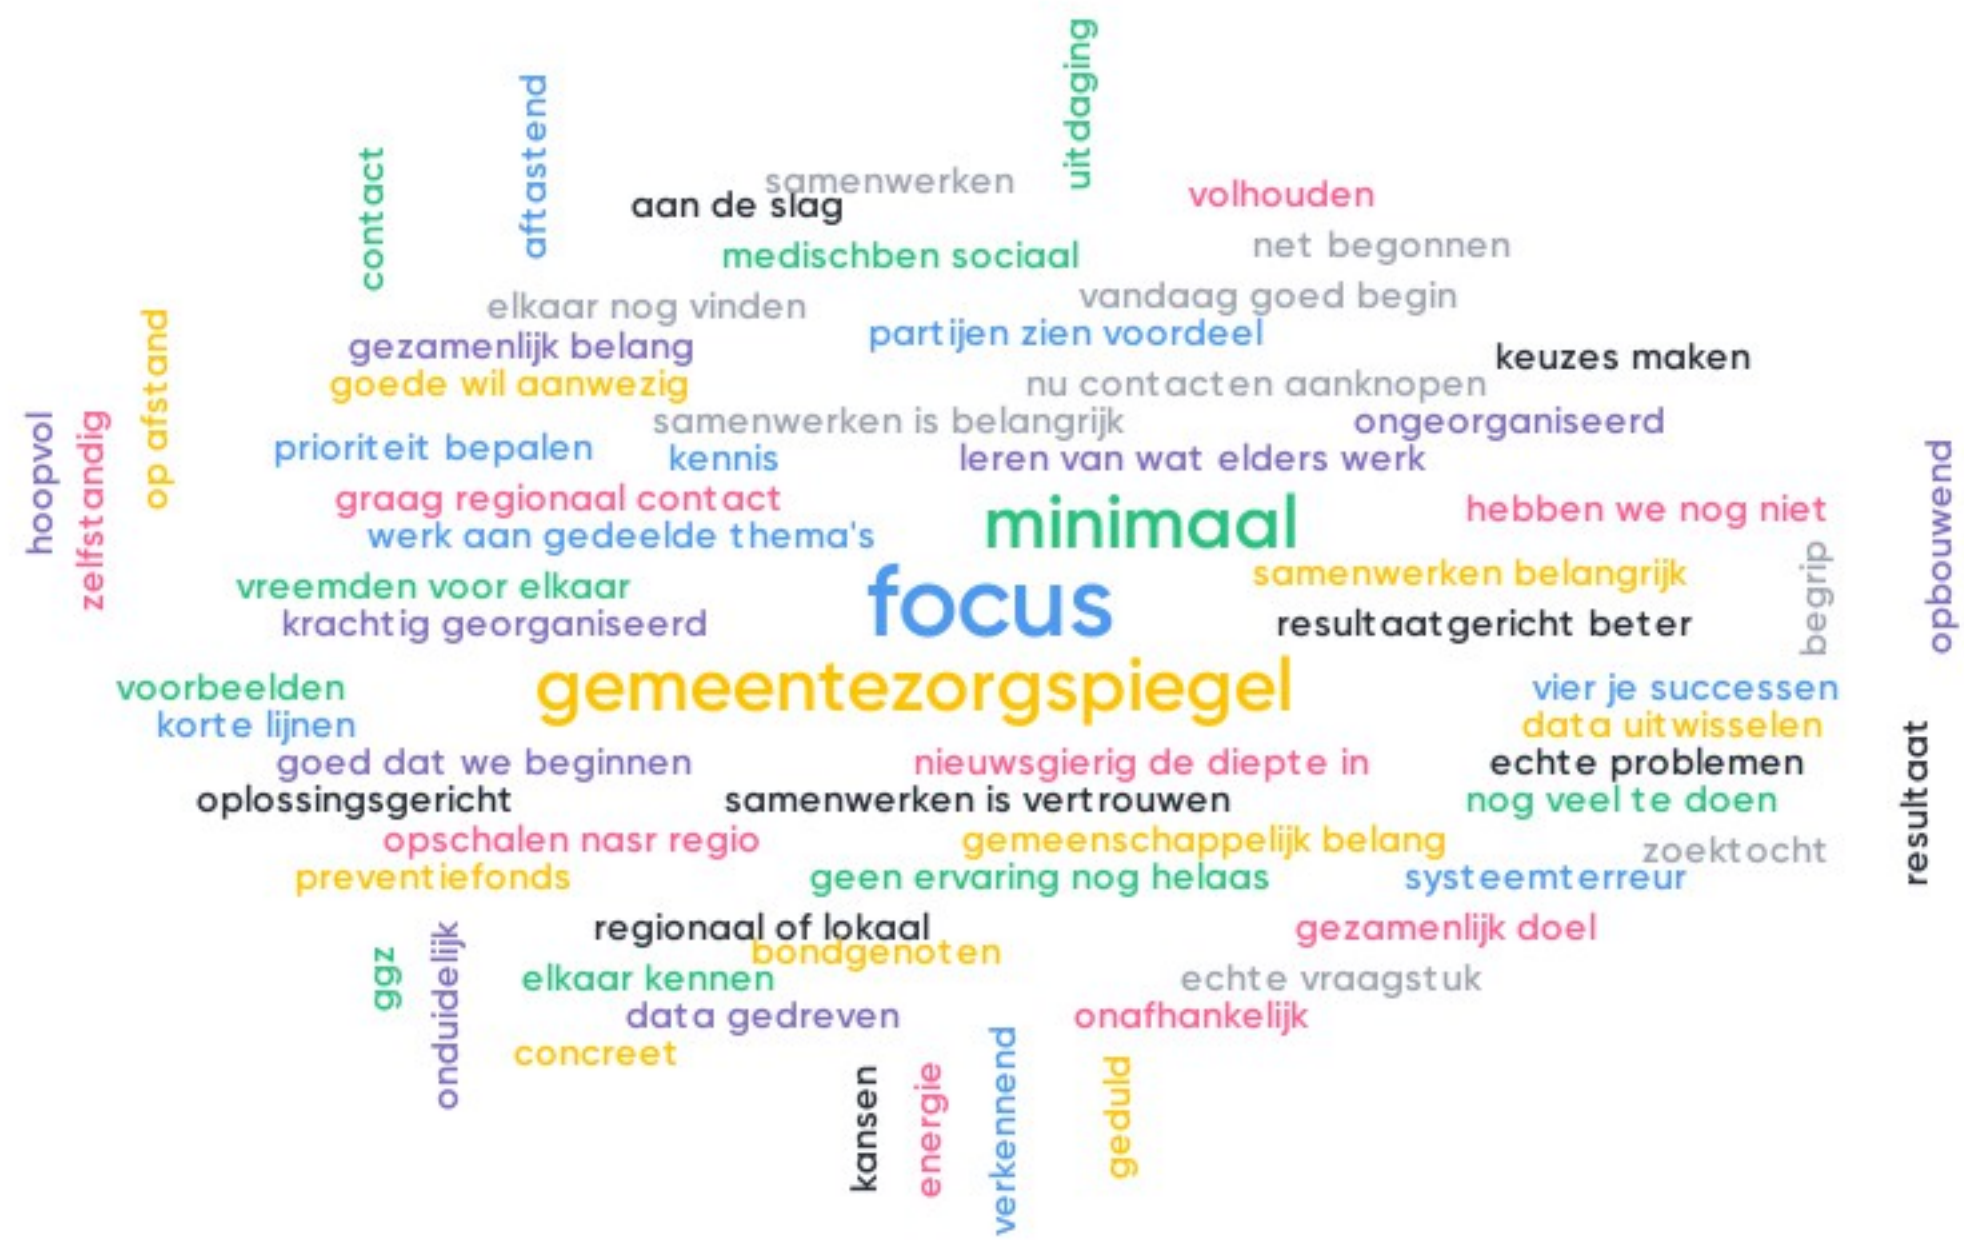 uitdaging
aftastend
contact
samenwerken
volhouden
aan de slag
net begonnen
medischben sociaal
vandaag goed begin
elkaar nog vinden
partijen zien voordeel
gezamenlijk belang
keuzes maken
goede wil aanwezig
nu contacten aanknopen
op afstand
samenwerken is belangrijk
ongeorganiseerd
hoopvol
zelfstandig
prioriteit bepalen
kennis
leren van wat elders werk
opbouwend
graag regionaal contact
minimaal
hebben we nog niet
werk aan gedeelde thema's
vreemden voor elkaar
focus
samenwerken belangrijk
begrip
krachtig georganiseerd
resultaatgericht beter
voorbeelden
gemeentezorgspiegel
vier je successen
korte lijnen
data uitwisselen
goed dat we beginnen
nieuwsgierig de diepte in
echte problemen
resultaat
oplossingsgericht
samenwerken is vertrouwen
nog veel te doen
opschalen nasr regio
gemeenschappelijk belang
zoektocht
preventiefonds
geen ervaring nog helaas
systeemterreur
regionaal of lokaal
gezamenlijk doel
bondgenoten
ggz
onduidelijk
elkaar kennen
echte vraagstuk
data gedreven
onafhankelijk
concreet
kansen
energie
verkennend
geduld